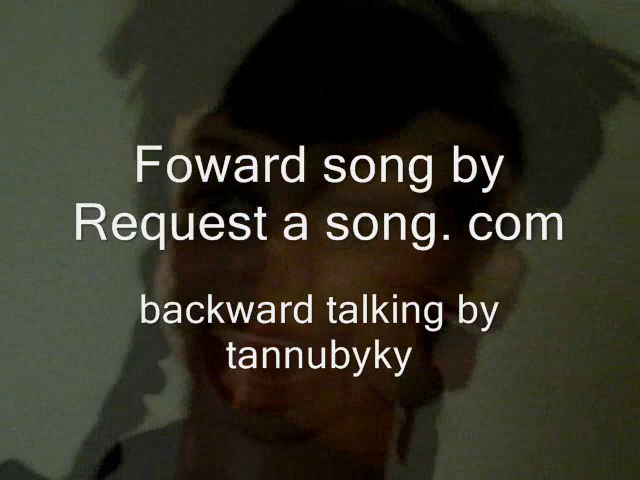 Foward song by
Request a song. com
backward talking by
tannubyky